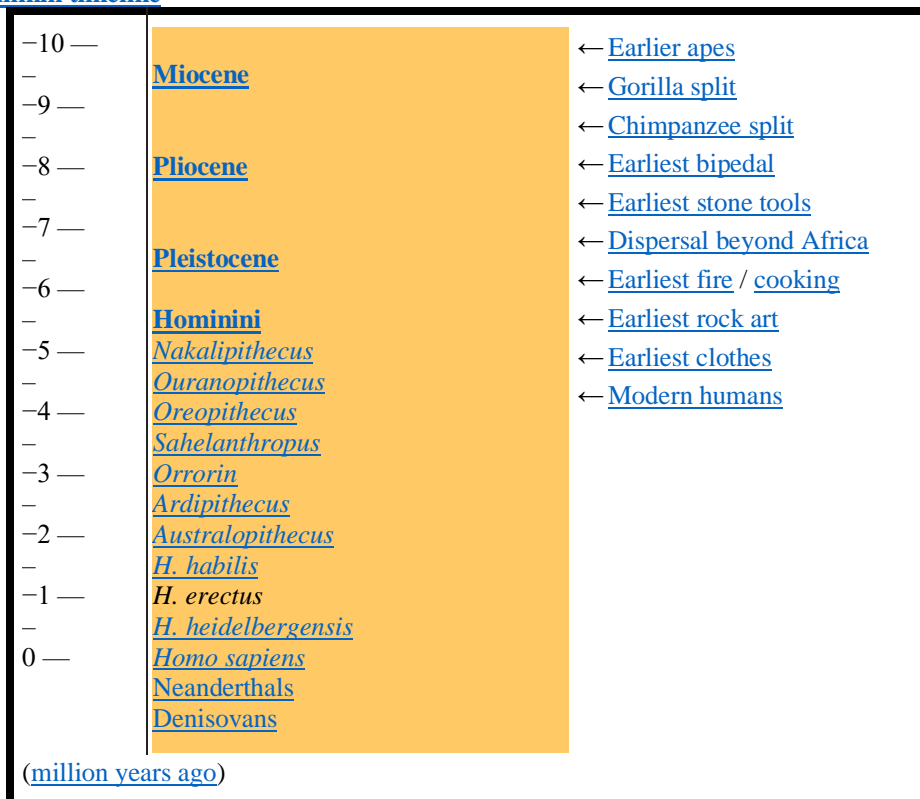 −10 —
–
−9 —
–
−8 —
–
−7 —
–
−6 —
–
−5 —
–
−4 —
–
−3 —
–
−2 —
–
−1 —
–
0 —
Miocene
Pliocene
Pleistocene
Hominini
Nakalipithecus
Ouranopithecus
Oreopithecus
Sahelanthropus
Orrorin
Ardipithecus
Australopithecus
H. habilis
H. erectus
H. heidelbergensis
Homo sapiens
Neanderthals
Denisovans
← Earlier apes
← Gorilla split
← Chimpanzee split
← Earliest bipedal
← Earliest stone tools
← Dispersal beyond Africa
← Earliest fire / cooking
← Earliest rock art
← Earliest clothes
← Modern humans
(million years ago)